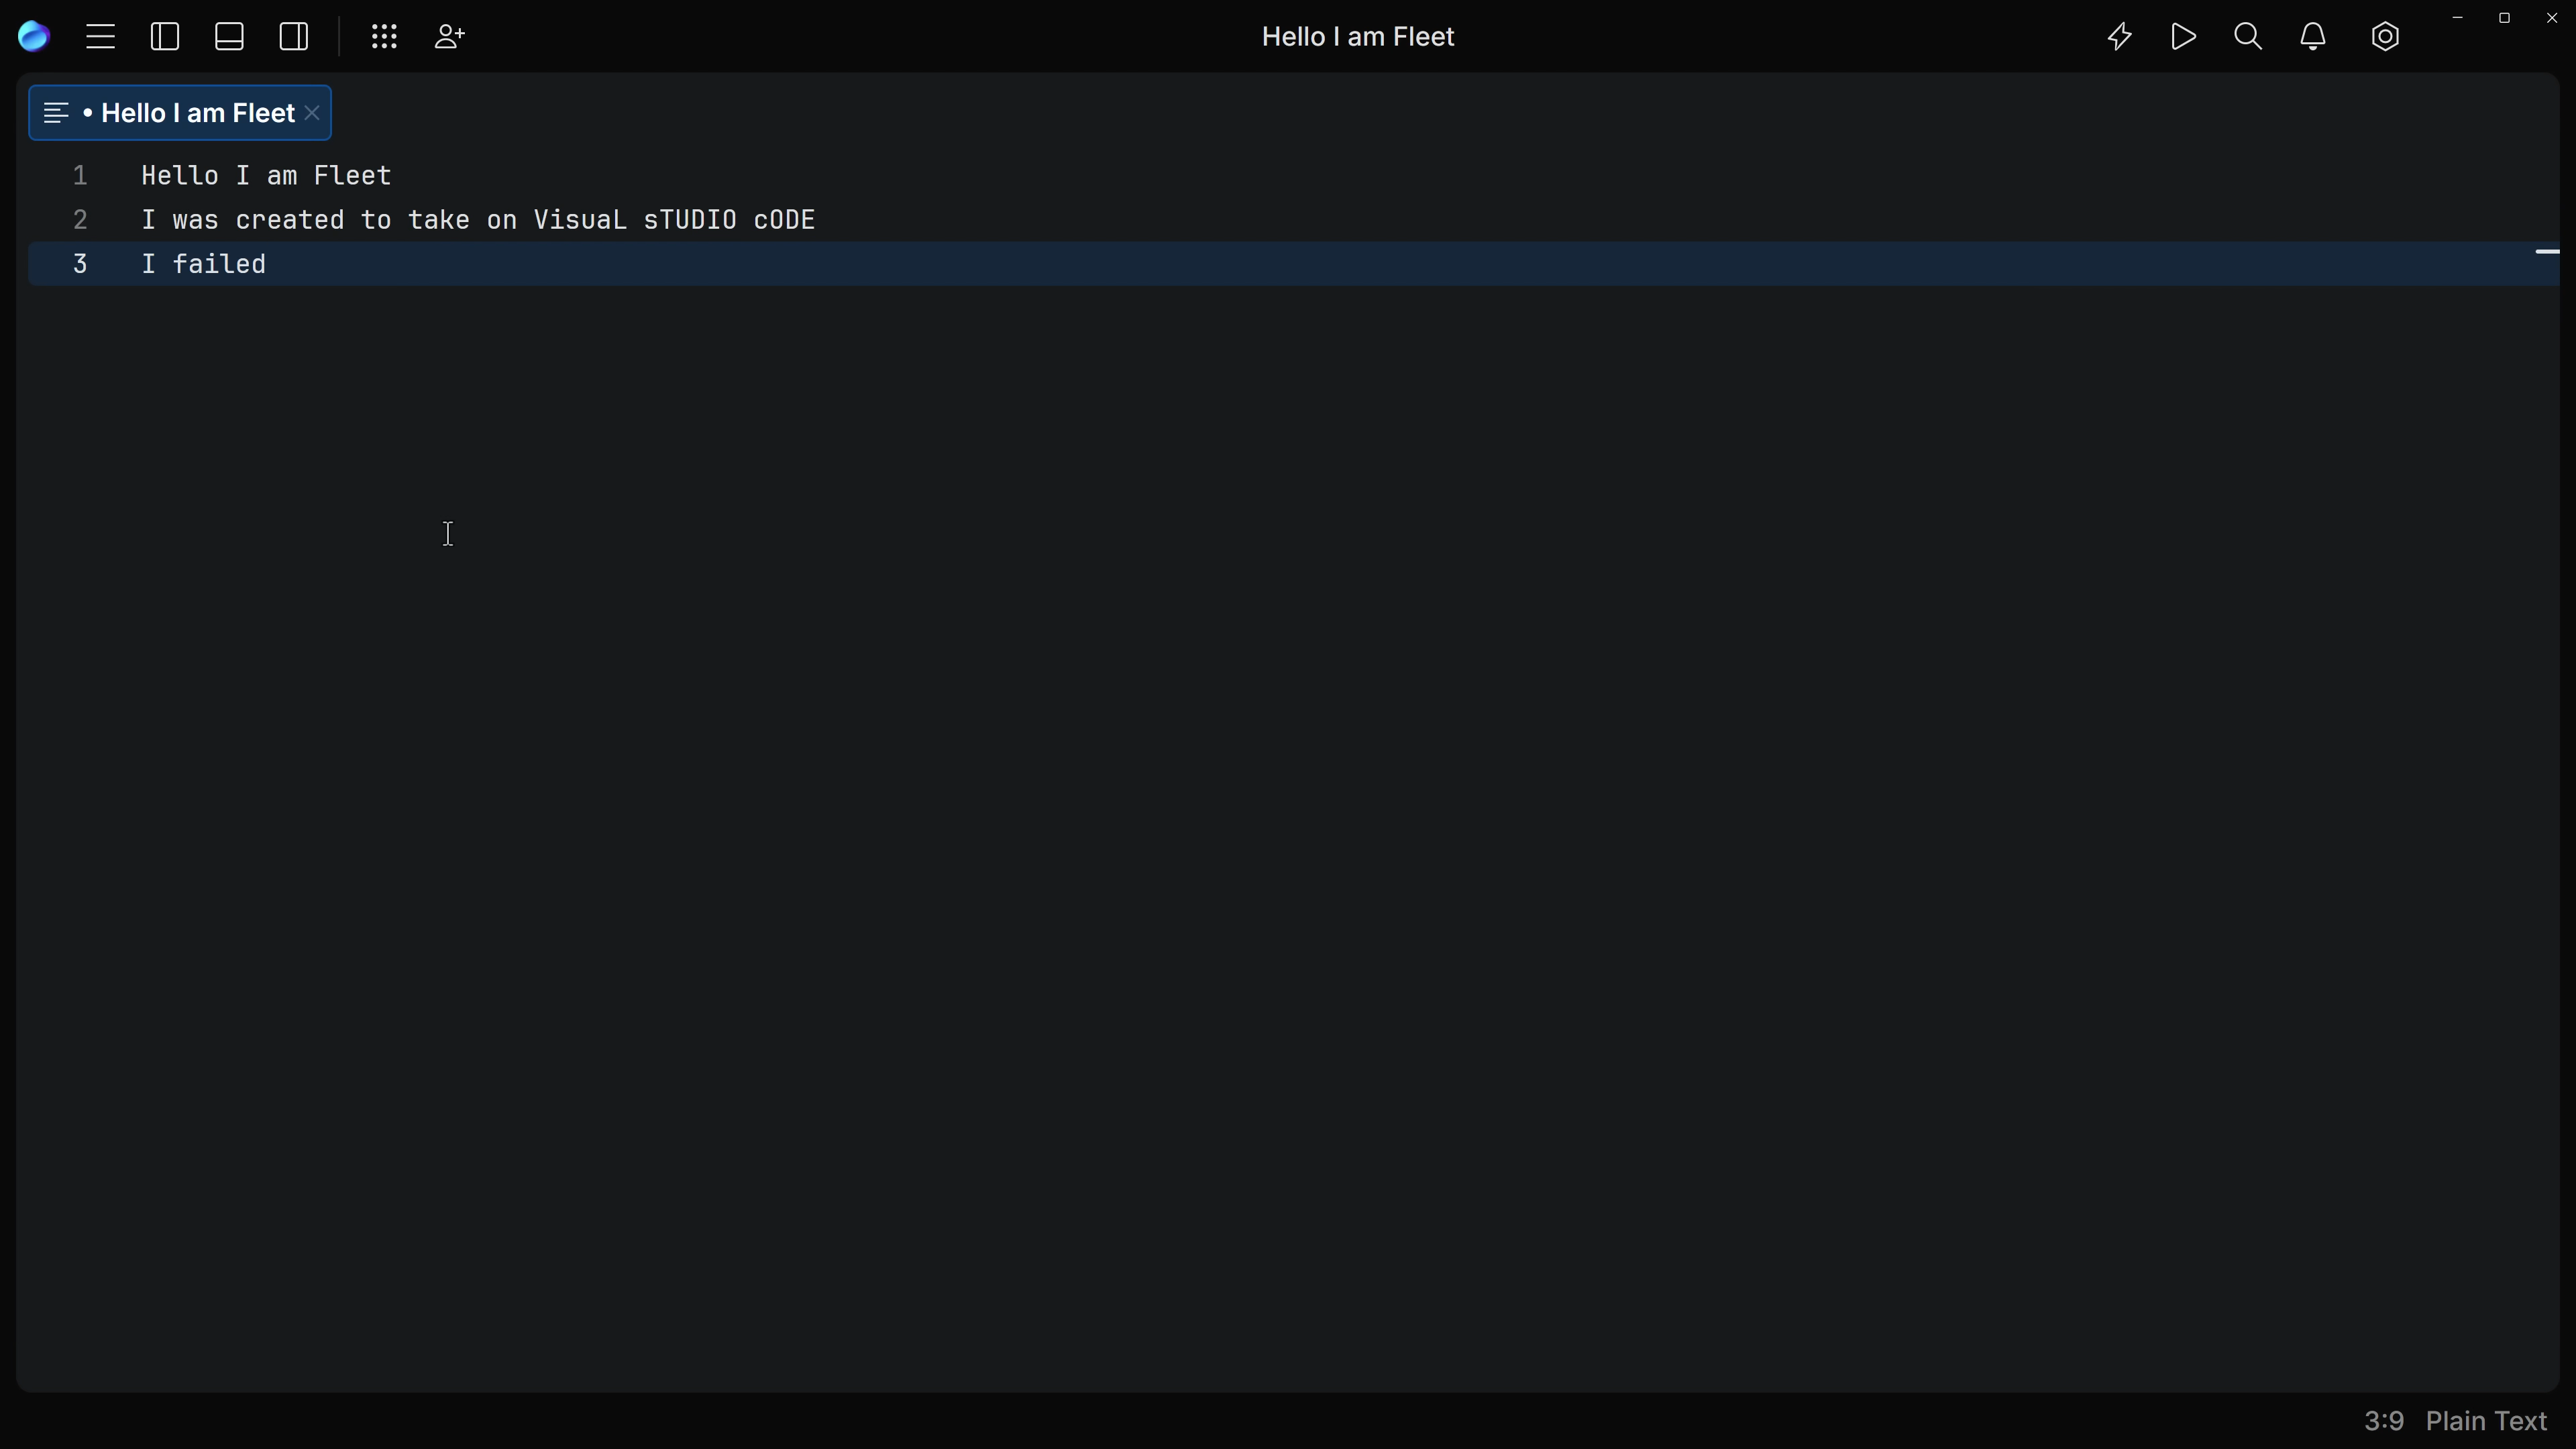 Hello I am Fleet
• Hello I am Fleet
1 Hello I am Fleet
2 I was created to take on VisuaL sTUDIO cODE
3 I failed
3:9 Plain Text